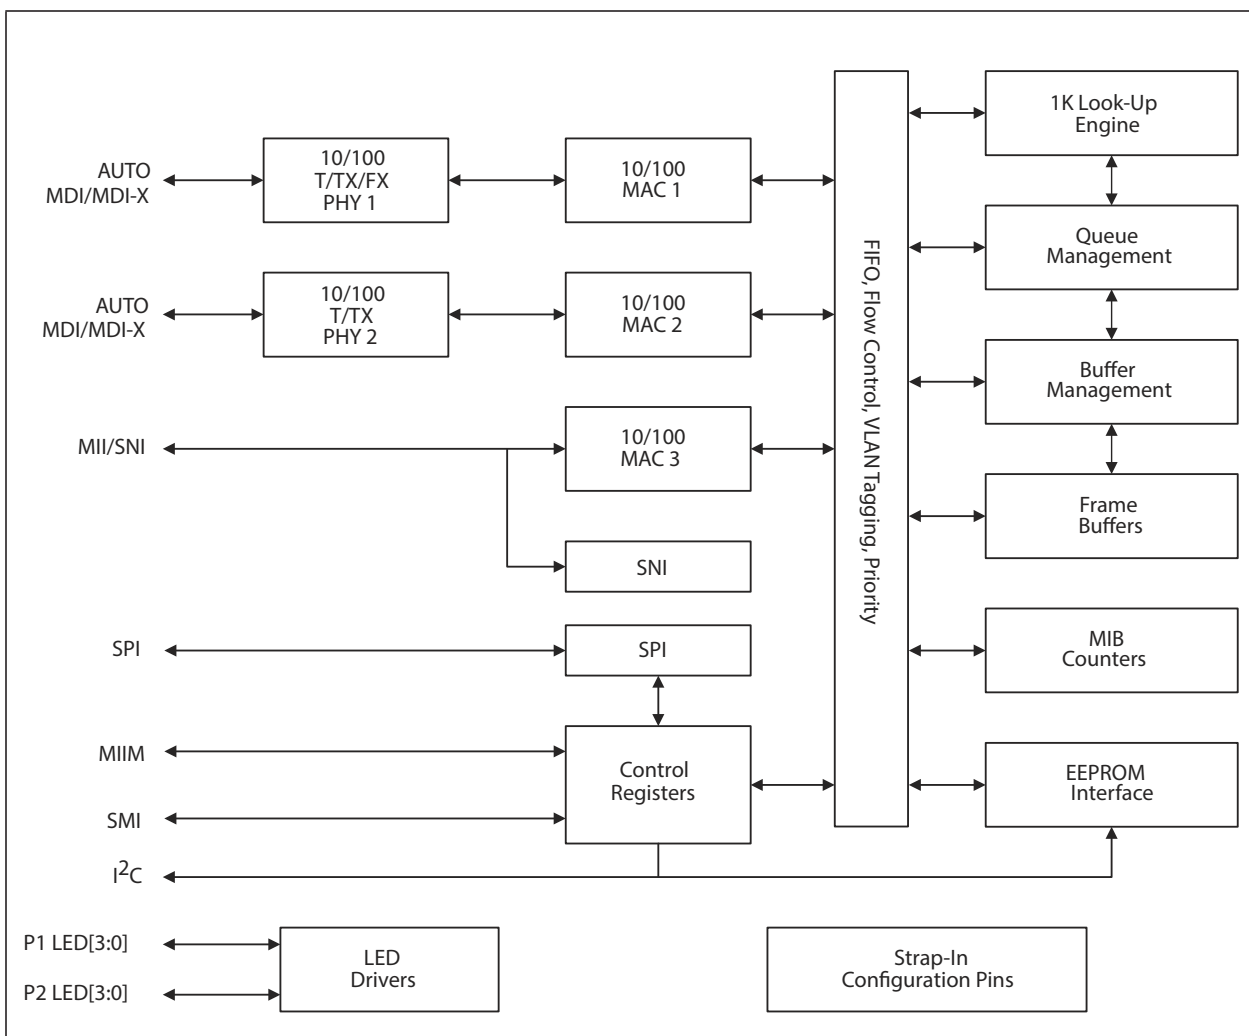 1K Look-Up
Engine
AUTO
MDI/MDI-X
10/100
T/TX/FX
PHY 1
10/100
MAC 1
FIFO, Flow Control, VLAN Tagging, Priority
Queue
Management
AUTO
MDI/MDI-X
10/100
T/TX
PHY 2
10/100
MAC 2
Buffer
Management
MII/SNI
10/100
MAC 3
Frame
Buffers
SNI
SPI
SPI
MIB
Counters
MIIM
SMI
Control
Registers
EEPROM
Interface
I²C
P1 LED[3:0]
P2 LED[3:0]
LED
Drivers
Strap-In
Configuration Pins